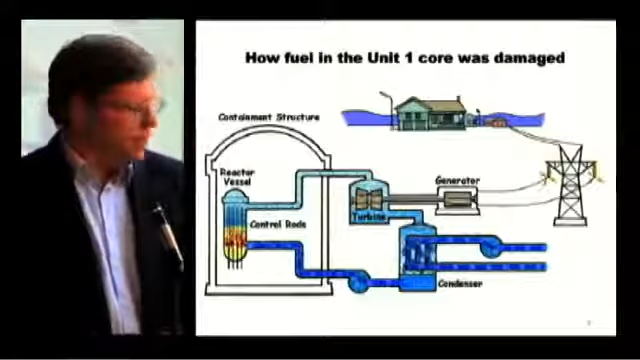 How fuel in the Unit 1 core was damaged
Containment Structure
Reactor
Vessel
Generator
Turbine
Control Rods
Condenser